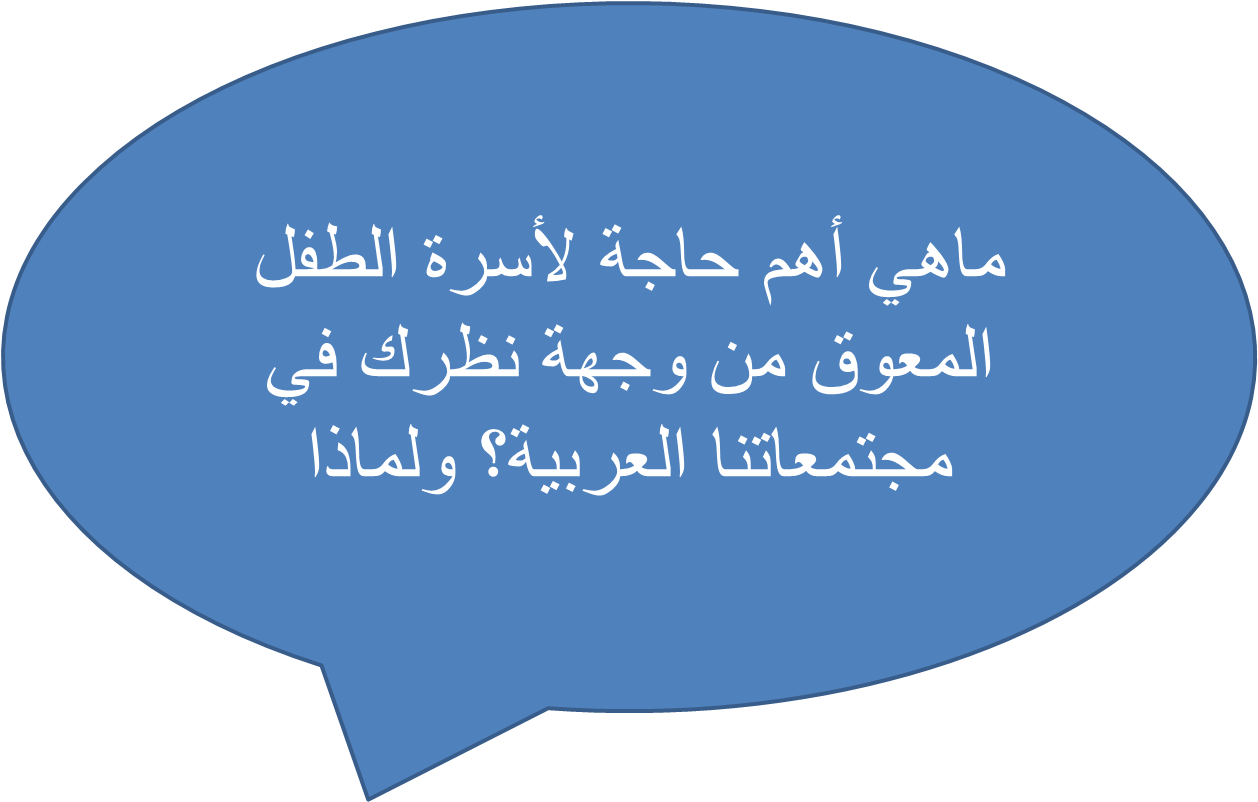 ماهي أهم حاجة لأسرة الطفل
المعوق من وجهة نظرك في
مجتمعاتنا العربية؟ ولماذا